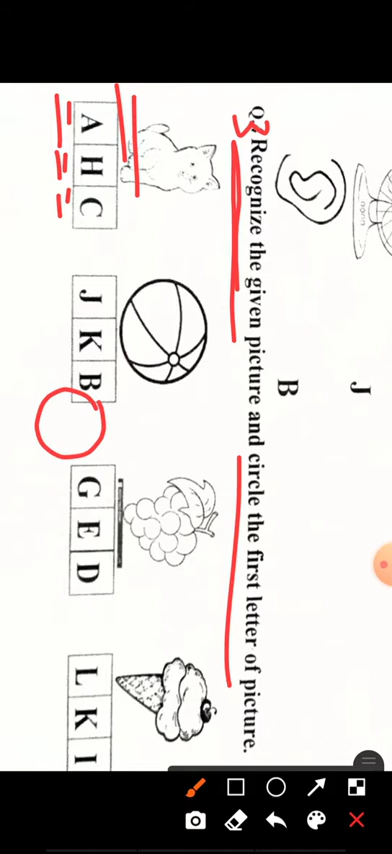 J
B
Q3 Recognize the given picture and circle the first letter of picture.
A H C
J K B
G E D
L K I